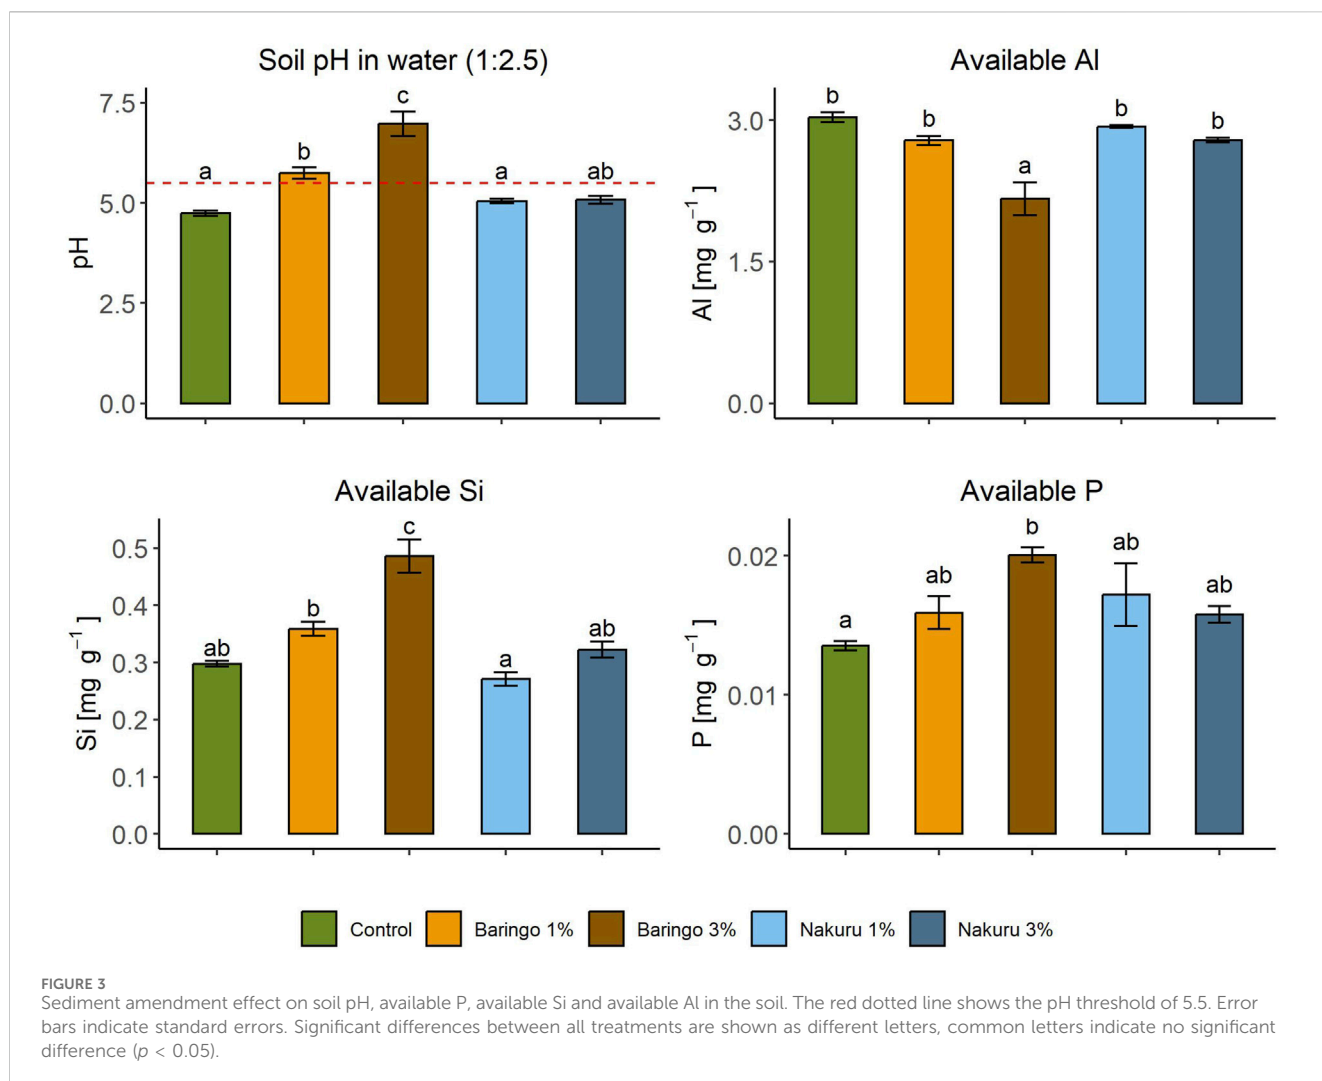 Soil pH in water (1:2.5)
7.5
5.0
2.5
0.0
pH
a
b
c
a
ab
Available Al
3.0
1.5
0.0
Al [mg g⁻¹]
b
b
a
b
b
Available Si
0.5
0.4
0.3
0.2
0.1
0.0
Si [mg g⁻¹]
ab
b
c
a
ab
Available P
0.02
0.01
0.00
P [mg g⁻¹]
a
ab
b
ab
ab
Control Baringo 1% Baringo 3% Nakuru 1% Nakuru 3%
FIGURE 3
Sediment amendment effect on soil pH, available P, available Si and available Al in the soil. The red dotted line shows the pH threshold of 5.5. Error
bars indicate standard errors. Significant differences between all treatments are shown as different letters, common letters indicate no significant
difference (p < 0.05).